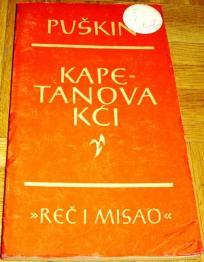 PUŠKIN
KAPE-
TANOVA
KĆI
»REČ I MISAO«